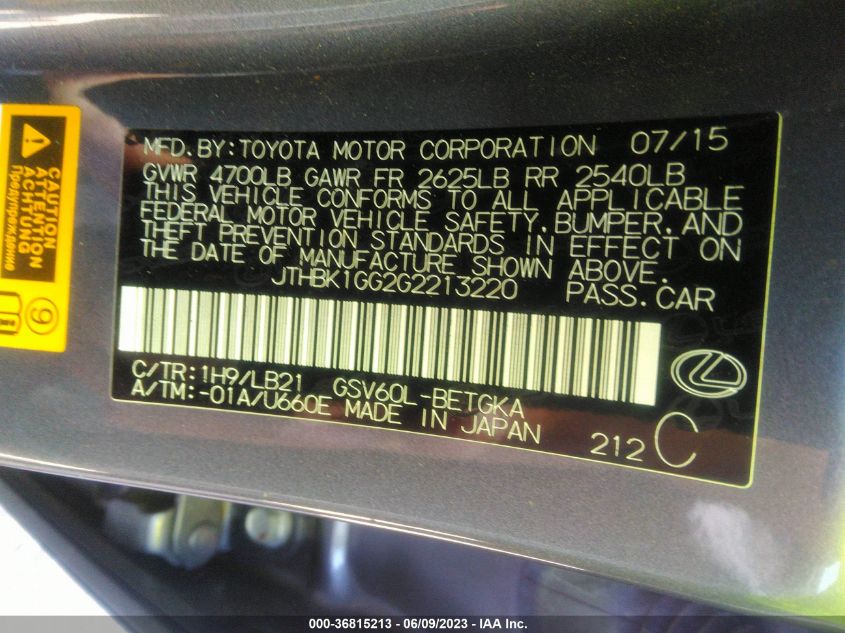 CAUTION
ATTENTION
ACHTUNG
Предупреждение
MFD.BY:TOYOTA MOTOR CORPORATION 07/15
GVWR 4700LB GAWR FR 2625LB RR 2540LB
THIS VEHICLE CONFORMS TO ALL APPLICABLE
FEDERAL MOTOR VEHICLE SAFETY,BUMPER,AND
THEFT PREVENTION STANDARDS IN EFFECT ON
THE DATE OF MANUFACTURE SHOWN ABOVE.
JTHBK1GG2G2213220 PASS.CAR
C/TR:1H9/LB21 GSV60L-BETGKA
A/TM:-01A/U660E MADE IN JAPAN
212 C
9
000-36815213 - 06/09/2023 - IAA Inc.